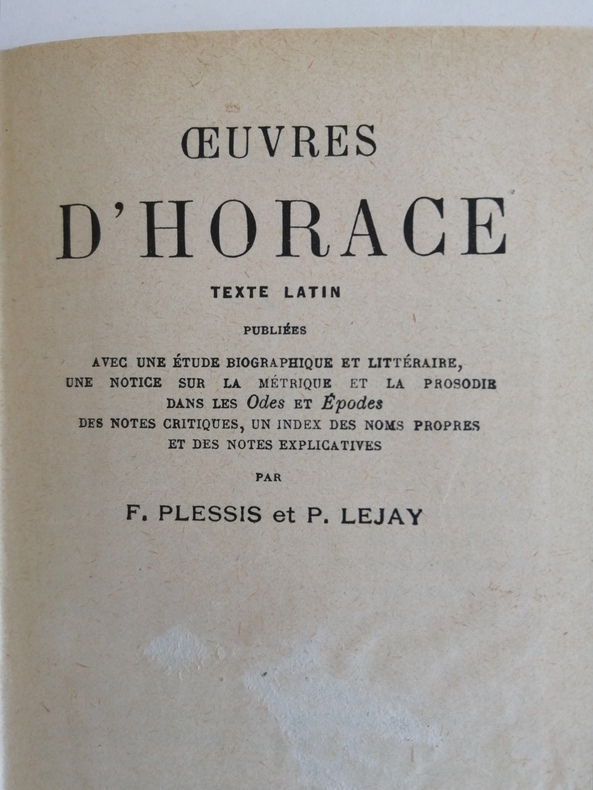 ŒUVRES
D'HORACE
TEXTE LATIN
PUBLIÉES
AVEC UNE ÉTUDE BIOGRAPHIQUE ET LITTÉRAIRE,
UNE NOTICE SUR LA MÉTRIQUE ET LA PROSODIE
DANS LES Odes ET Épodes
DES NOTES CRITIQUES, UN INDEX DES NOMS PROPRES
ET DES NOTES EXPLICATIVES
PAR
F. PLESSIS et P. LEJAY